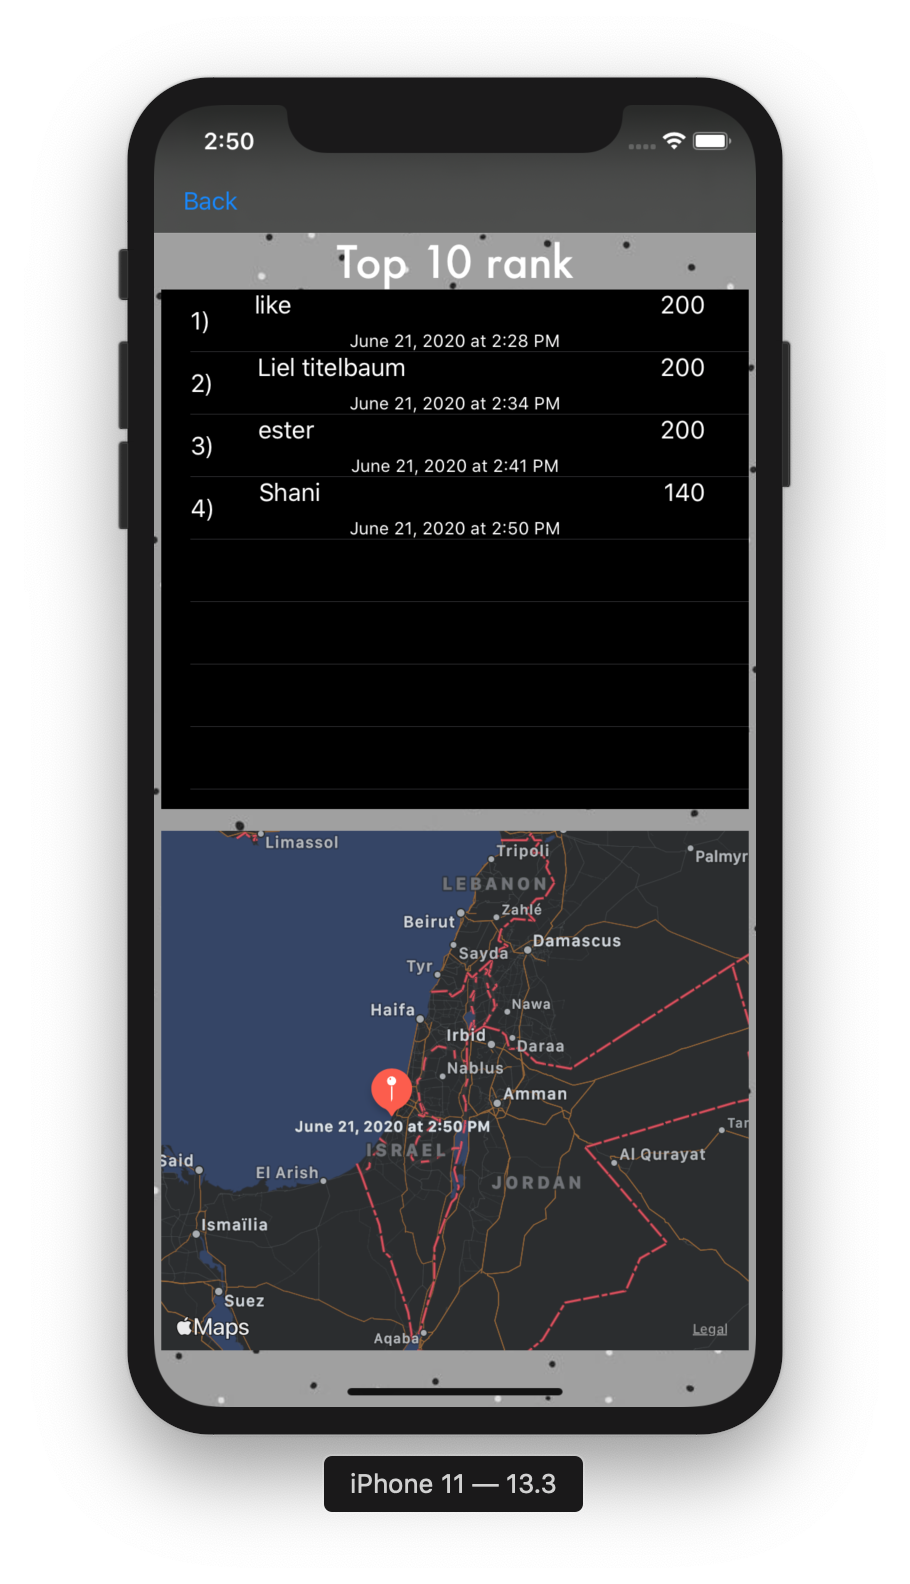 2:50
Back
Top 10 rank
1) like 200
June 21, 2020 at 2:28 PM
2) Liel titelbaum 200
June 21, 2020 at 2:34 PM
3) ester 200
June 21, 2020 at 2:41 PM
4) Shani 140
June 21, 2020 at 2:50 PM
Limassol
Tripoli
Palmyr
LEBANON
Zahlé
Beirut
Damascus
Sayda
Tyr
Nawa
Haifa
Irbid
Daraa
Nablus
Amman
June 21, 2020 at 2:50 PM
Tar
ISRAEL
Said
Al Qurayat
El Arish
JORDAN
Ismaïlia
Suez
Maps
Legal
Aqaba
iPhone 11 — 13.3